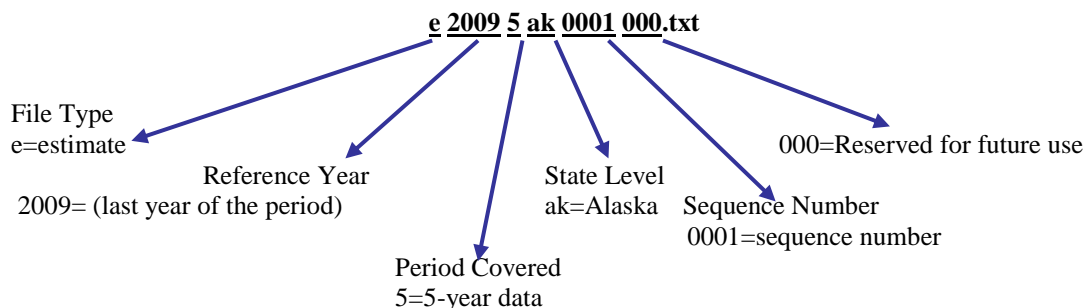 e 2009 5 ak 0001 000.txt
File Type
e=estimate
000=Reserved for future use
Reference Year
2009= (last year of the period)
State Level
ak=Alaska
Sequence Number
0001=sequence number
Period Covered
5=5-year data